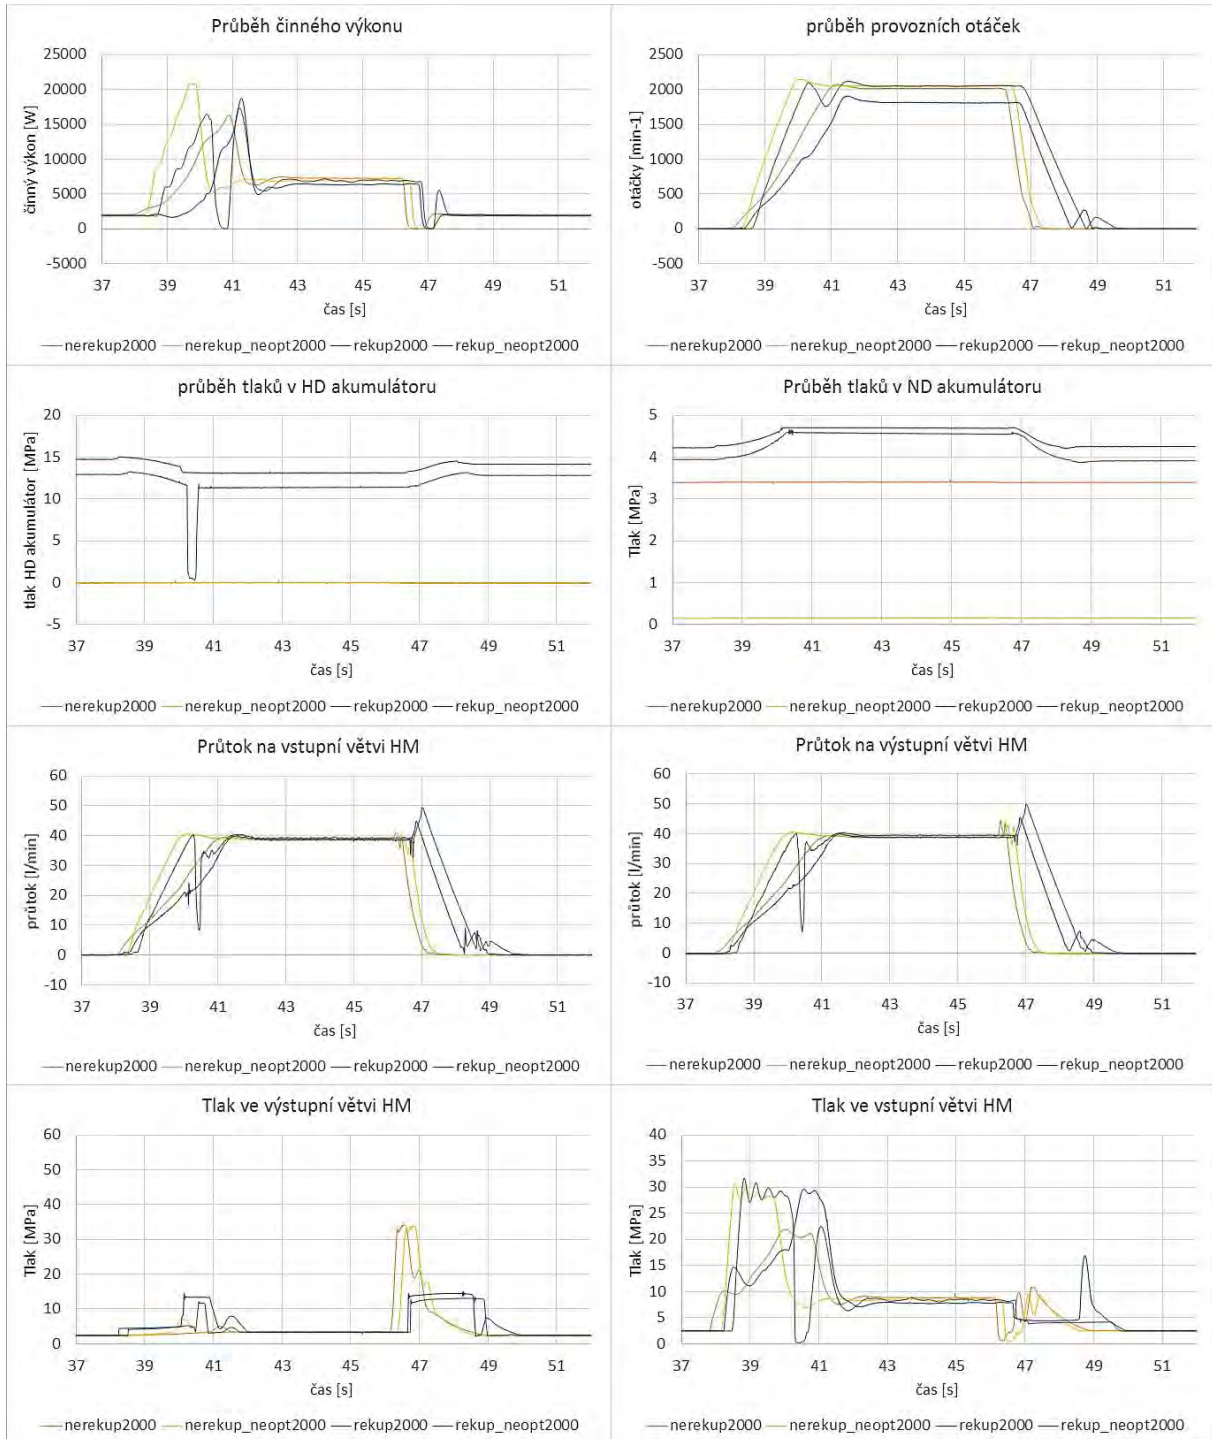 Průběh činného výkonu
činný výkon [W]
25000
20000
15000
10000
5000
0
-5000
37 39 41 43 45 47 49 51
čas [s]
nerekup2000 nerekup_neopt2000 rekup2000 rekup_neopt2000
průběh provozních otáček
otáčky [min-1]
2500
2000
1500
1000
500
0
-500
37 39 41 43 45 47 49 51
čas [s]
nerekup2000 nerekup_neopt2000 rekup2000 rekup_neopt2000
průběh tlaků v HD akumulátoru
tlak HD akumulátor [MPa]
20
15
10
5
0
-5
37 39 41 43 45 47 49 51
čas [s]
nerekup2000 nerekup_neopt2000 rekup2000 rekup_neopt2000
Průběh tlaků v ND akumulátoru
Tlak [MPa]
5
4
3
2
1
0
37 39 41 43 45 47 49 51
čas [s]
nerekup2000 nerekup_neopt2000 rekup2000 rekup_neopt2000
Průtok na vstupní větvi HM
průtok [l/min]
60
50
40
30
20
10
0
-10
37 39 41 43 45 47 49 51
čas [s]
nerekup2000 nerekup_neopt2000 rekup2000 rekup_neopt2000
Průtok na výstupní větvi HM
průtok [l/min]
60
50
40
30
20
10
0
-10
37 39 41 43 45 47 49 51
čas [s]
nerekup2000 nerekup_neopt2000 rekup2000 rekup_neopt2000
Tlak ve výstupní větvi HM
Tlak [MPa]
60
50
40
30
20
10
0
37 39 41 43 45 47 49 51
čas [s]
nerekup2000 nerekup_neopt2000 rekup2000 rekup_neopt2000
Tlak ve vstupní větvi HM
Tlak [MPa]
40
35
30
25
20
15
10
5
0
37 39 41 43 45 47 49 51
čas [s]
nerekup2000 nerekup_neopt2000 rekup2000 rekup_neopt2000